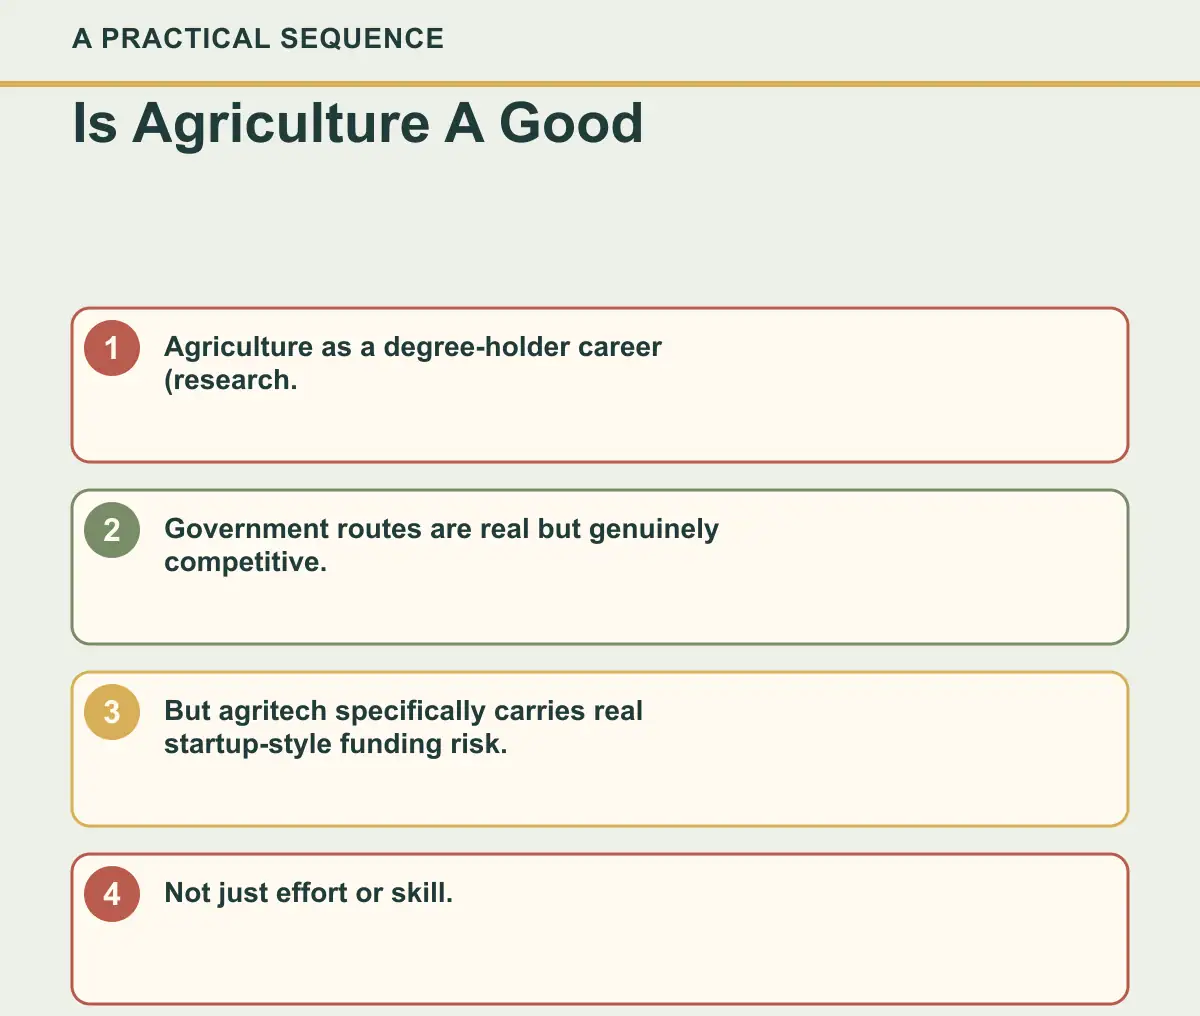 A PRACTICAL SEQUENCE
Is Agriculture A Good
1
Agriculture as a degree-holder career
(research.
2
Government routes are real but genuinely
competitive.
3
But agritech specifically carries real
startup-style funding risk.
4
Not just effort or skill.